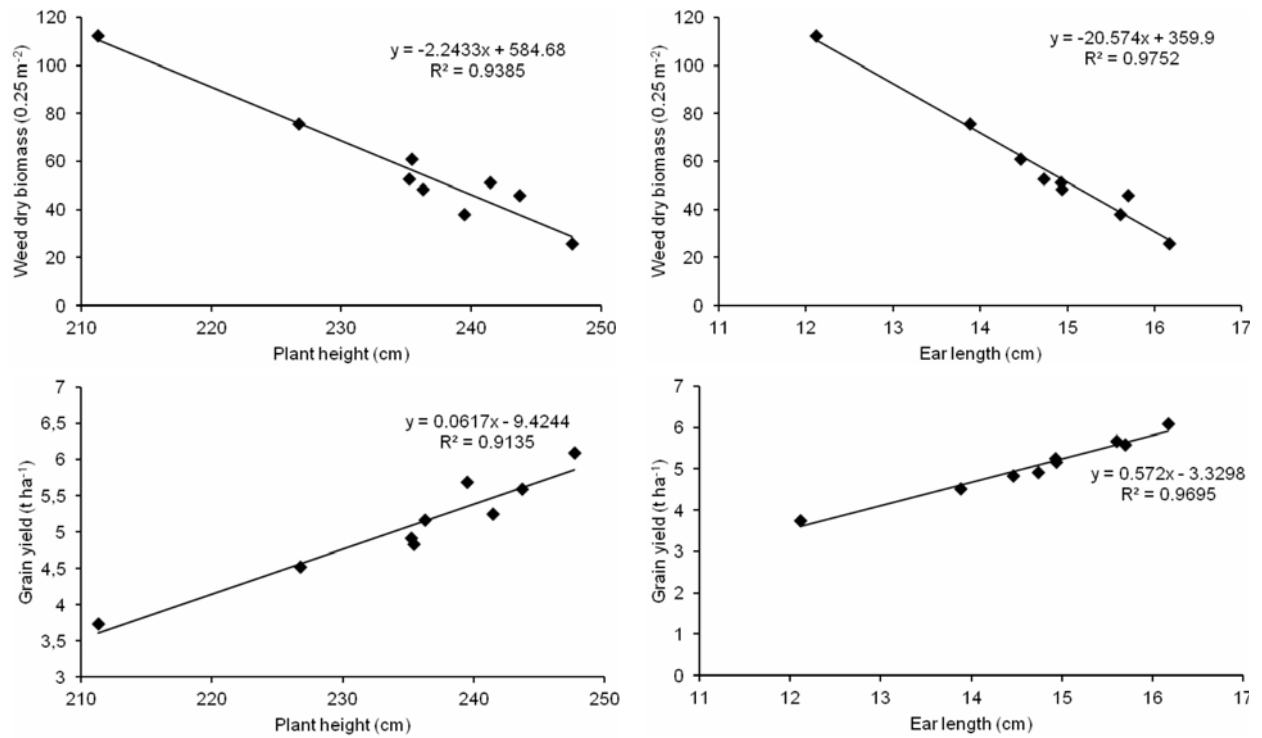 120
100
80
60
40
20
0
Weed dry biomass (0.25 m⁻²)
y = -2.2433x + 584.68
R² = 0.9385
210 220 230 240 250
Plant height (cm)
120
100
80
60
40
20
0
Weed dry biomass (0.25 m⁻²)
y = -20.574x + 359.9
R² = 0.9752
11 12 13 14 15 16 17
Ear length (cm)
7
6,5
6
5,5
5
4,5
4
3,5
3
Grain yield (t ha⁻¹)
y = 0.0617x - 9.4244
R² = 0.9135
210 220 230 240 250
Plant height (cm)
7
6
5
4
3
2
1
0
Grain yield (t ha⁻¹)
y = 0.572x - 3.3298
R² = 0.9695
11 12 13 14 15 16 17
Ear length (cm)